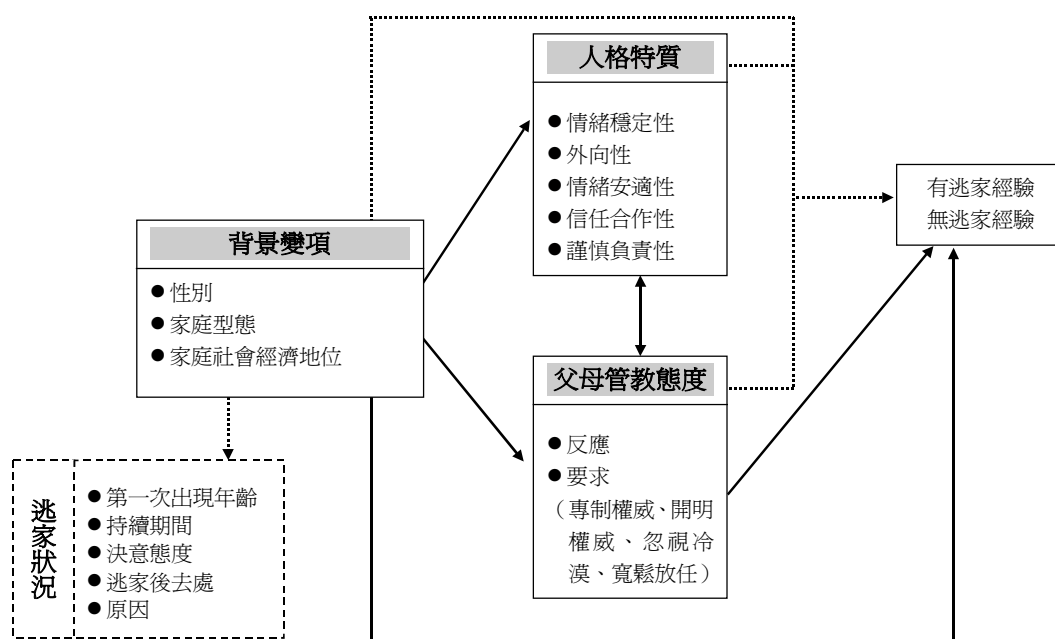 人格特質
● 情緒穩定性
● 外向性
● 情緒安適性
● 信任合作性
● 謹慎負責性
有逃家經驗
無逃家經驗
背景變項
● 性別
● 家庭型態
● 家庭社會經濟地位
父母管教態度
● 反應
● 要求
（專制權威、開明
權威、忽視冷
漠、寬鬆放任）
逃家狀況
● 第一次出現年齡
● 持續期間
● 決意態度
● 逃家後去處
● 原因